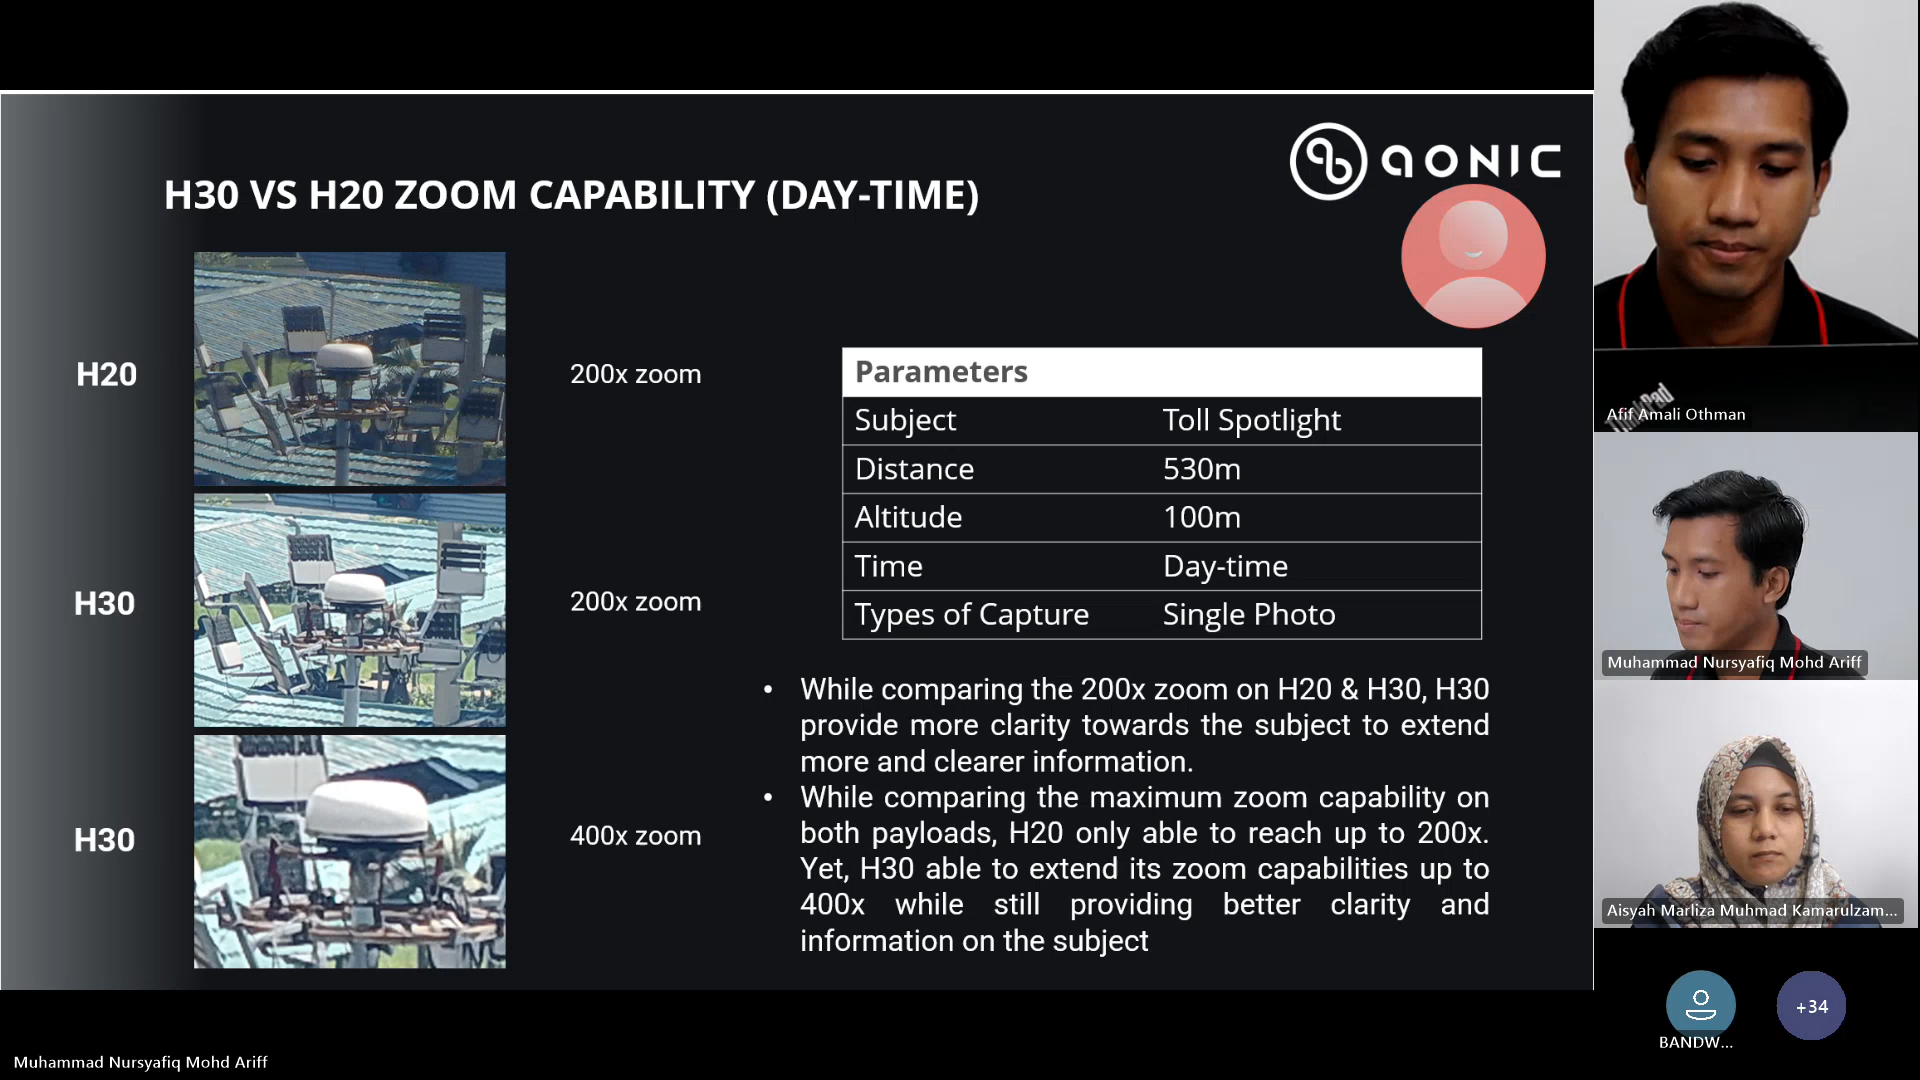 aonic
H30 VS H20 ZOOM CAPABILITY (DAY-TIME)
H20
200x zoom
H30
200x zoom
H30
400x zoom
Parameters
Subject Toll Spotlight
Distance 530m
Altitude 100m
Time Day-time
Types of Capture Single Photo
• While comparing the 200x zoom on H20 & H30, H30
provide more clarity towards the subject to extend
more and clearer information.
• While comparing the maximum zoom capability on
both payloads, H20 only able to reach up to 200x.
Yet, H30 able to extend its zoom capabilities up to
400x while still providing better clarity and
information on the subject
ThinkPad
Afif Amali Othman
Muhammad Nursyafiq Mohd Ariff
Aisyah Marliza Muhmad Kamarulzam...
BANDW...
+34
Muhammad Nursyafiq Mohd Ariff